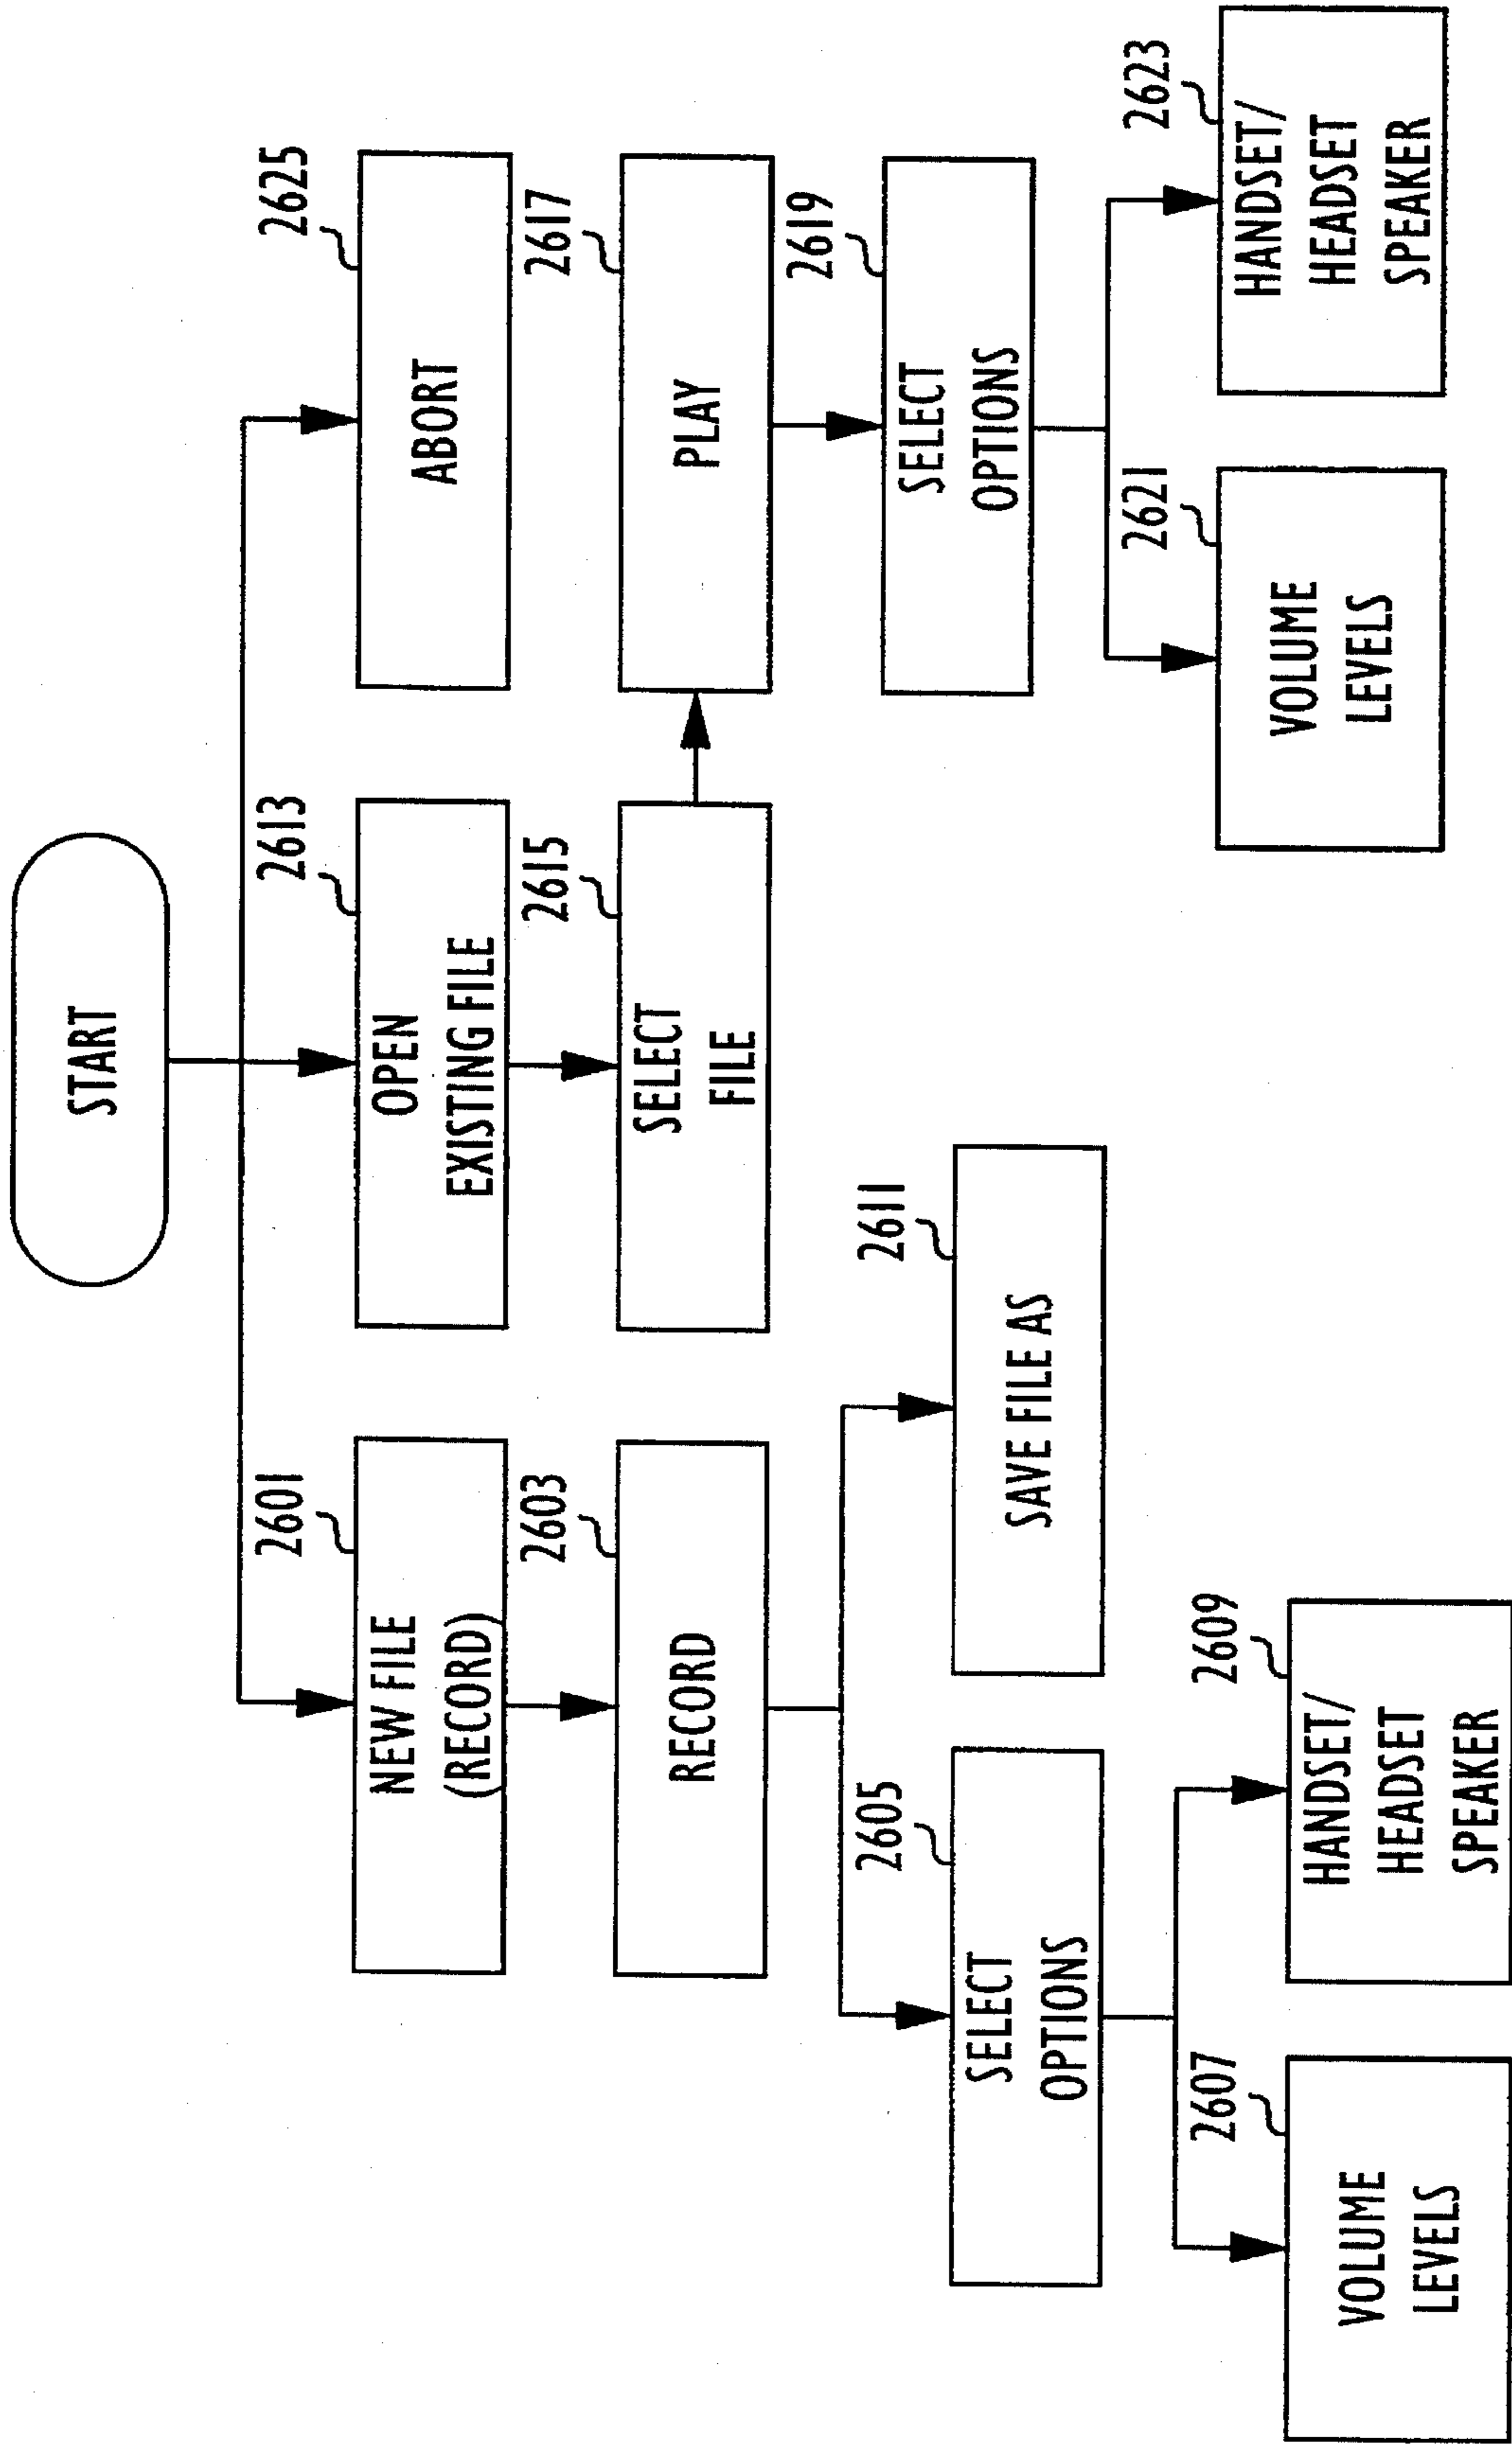 START
2601
NEW FILE
(RECORD)
2613
OPEN
EXISTING FILE
2625
ABORT
2603
RECORD
2615
SELECT
FILE
2617
PLAY
2605
SELECT
OPTIONS
2611
SAVE FILE AS
2619
SELECT
OPTIONS
2607
VOLUME
LEVELS
2609
HANDSET/
HEADSET
SPEAKER
2621
VOLUME
LEVELS
2623
HANDSET/
HEADSET
SPEAKER